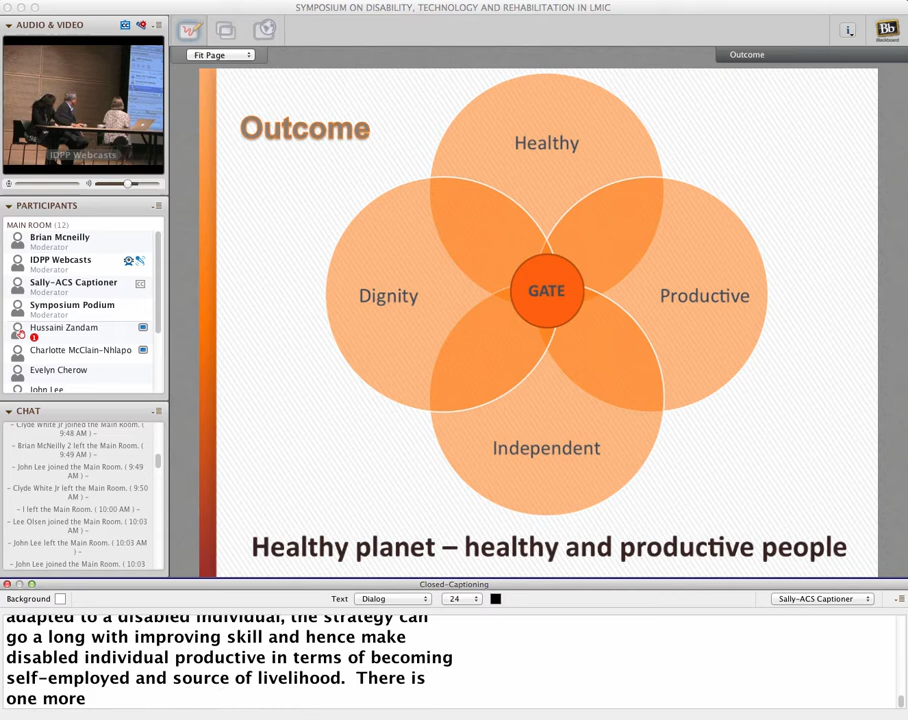 SYMPOSIUM ON DISABILITY, TECHNOLOGY AND REHABILITATION IN LMIC
AUDIO & VIDEO
IDPP Webcasts
PARTICIPANTS
MAIN ROOM (12)
Brian Mcneilly
Moderator
IDPP Webcasts
Moderator
Sally-ACS Captioner
Moderator
Symposium Podium
Moderator
Hussaini Zandam
1
Charlotte McClain-Nhlapo
Evelyn Cherow
John Lee
CHAT
- Clyde White Jr joined the Main Room. (
9:48 AM ) -
- Brian McNeilly 2 left the Main Room. (
9:49 AM ) -
- John Lee joined the Main Room. ( 9:49
AM ) -
- Clyde White Jr left the Main Room. ( 9:50
AM ) -
- I left the Main Room. ( 10:00 AM ) -
- Lee Olsen joined the Main Room. ( 10:03
AM ) -
- John Lee left the Main Room. ( 10:03 AM
) -
- John Lee joined the Main Room. ( 10:03
Fit Page
i
Bb
Blackboard
Outcome
Outcome
Healthy
Dignity
GATE
Productive
Independent
Healthy planet – healthy and productive people
Closed-Captioning
Background
Text
Dialog
24
Sally-ACS Captioner
adapted to a disabled individual, the strategy can
go a long with improving skill and hence make
disabled individual productive in terms of becoming
self-employed and source of livelihood.  There is
one more